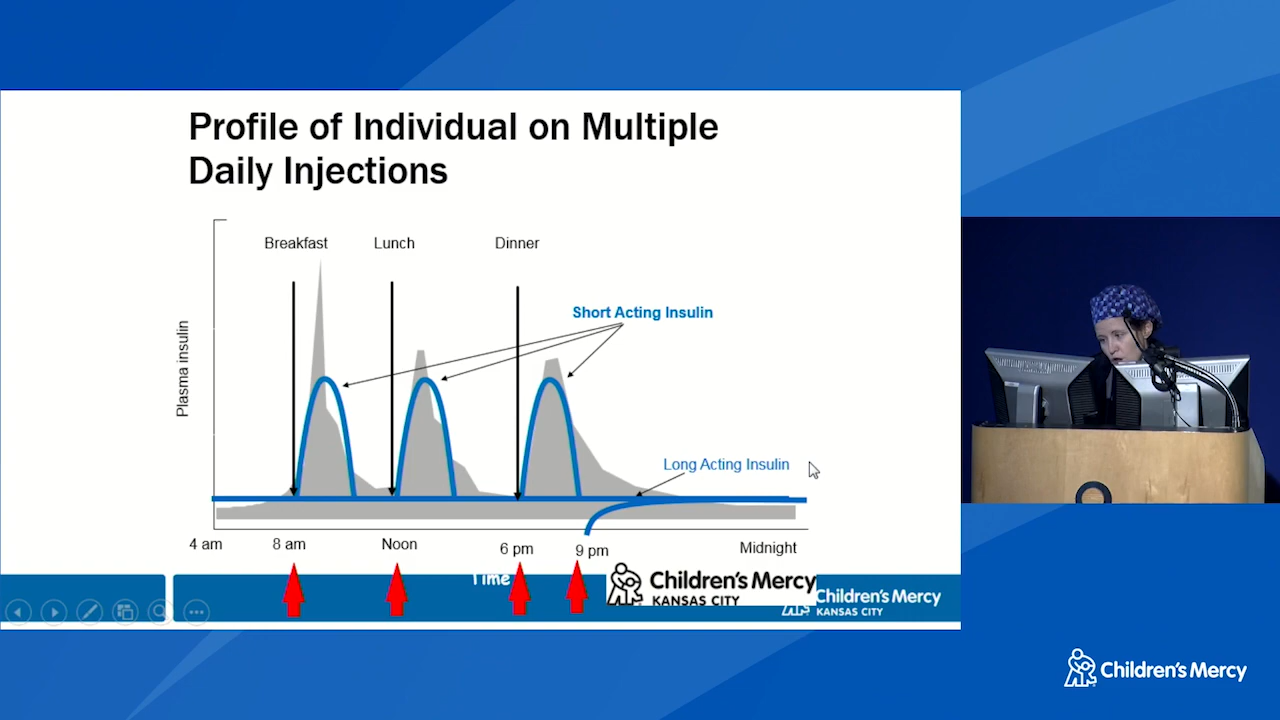 Profile of Individual on Multiple
Daily Injections
Breakfast
Lunch
Dinner
Short Acting Insulin
Plasma insulin
Long Acting Insulin
4 am
8 am
Noon
6 pm
9 pm
Midnight
Time
Children's Mercy
KANSAS CITY
Children's Mercy
KANSAS CITY
Children's Mercy